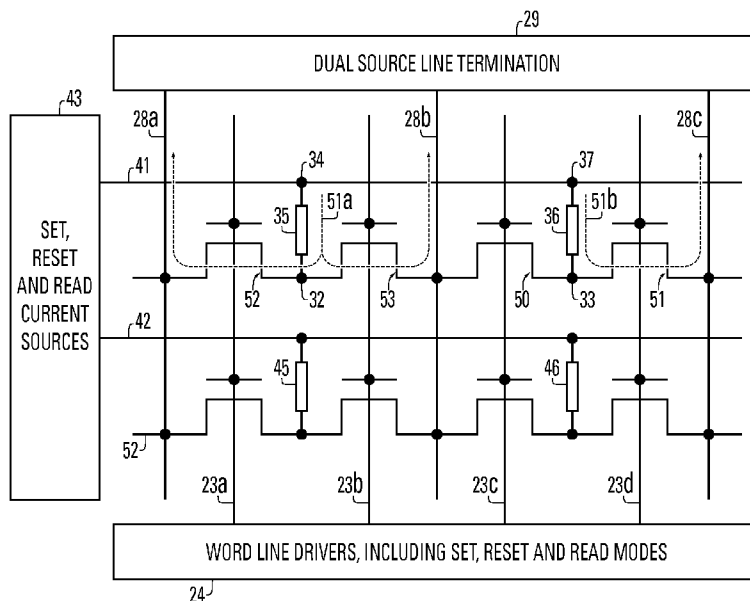 29
DUAL SOURCE LINE TERMINATION
43
28a
28b
28c
41
34
37
35
51a
36
51b
SET,
RESET
AND READ
CURRENT
SOURCES
52
32
53
50
33
51
42
45
46
52
23a
23b
23c
23d
WORD LINE DRIVERS, INCLUDING SET, RESET AND READ MODES
24